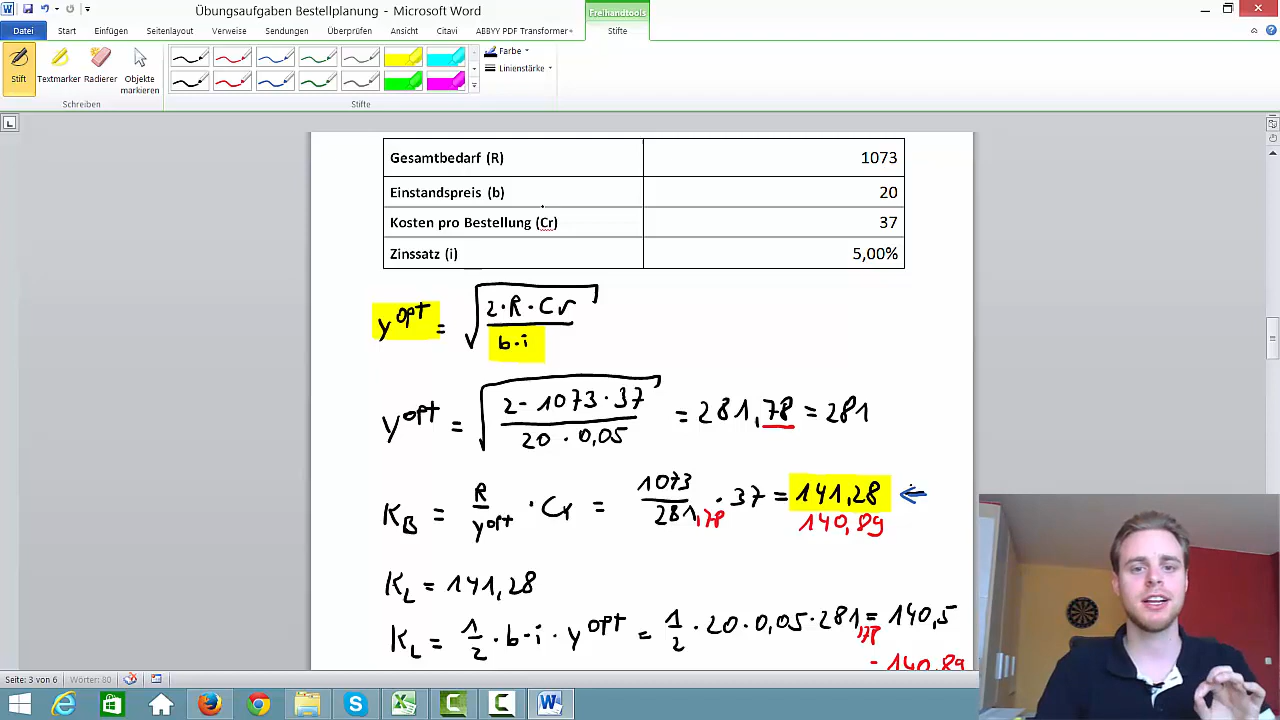 Übungsaufgaben Bestellplanung - Microsoft Word
Freihandtools
Datei Start Einfügen Seitenlayout Verweise Sendungen Überprüfen Ansicht Citavi ABBYY PDF Transformer+ Stifte
Stift Textmarker Radierer Objekte markieren
Farbe
Linienstärke
Schreiben Stifte
Gesamtbedarf (R) 1073
Einstandspreis (b) 20
Kosten pro Bestellung (Cr) 37
Zinssatz (i) 5,00%
y^opt = √(2·R·Cr / b·i)
y^opt = √(2-1073·37 / 20·0,05) = 281,78 = 281
K_B = R/y^opt · Cr = 1073/281,78 · 37 = 141,28
140,89
K_L = 141,28
K_L = 1/2 · b·i · y^opt = 1/2 · 20·0,05·281,78 = 140,5
- 140,89
Seite: 3 von 6 Wörter: 80